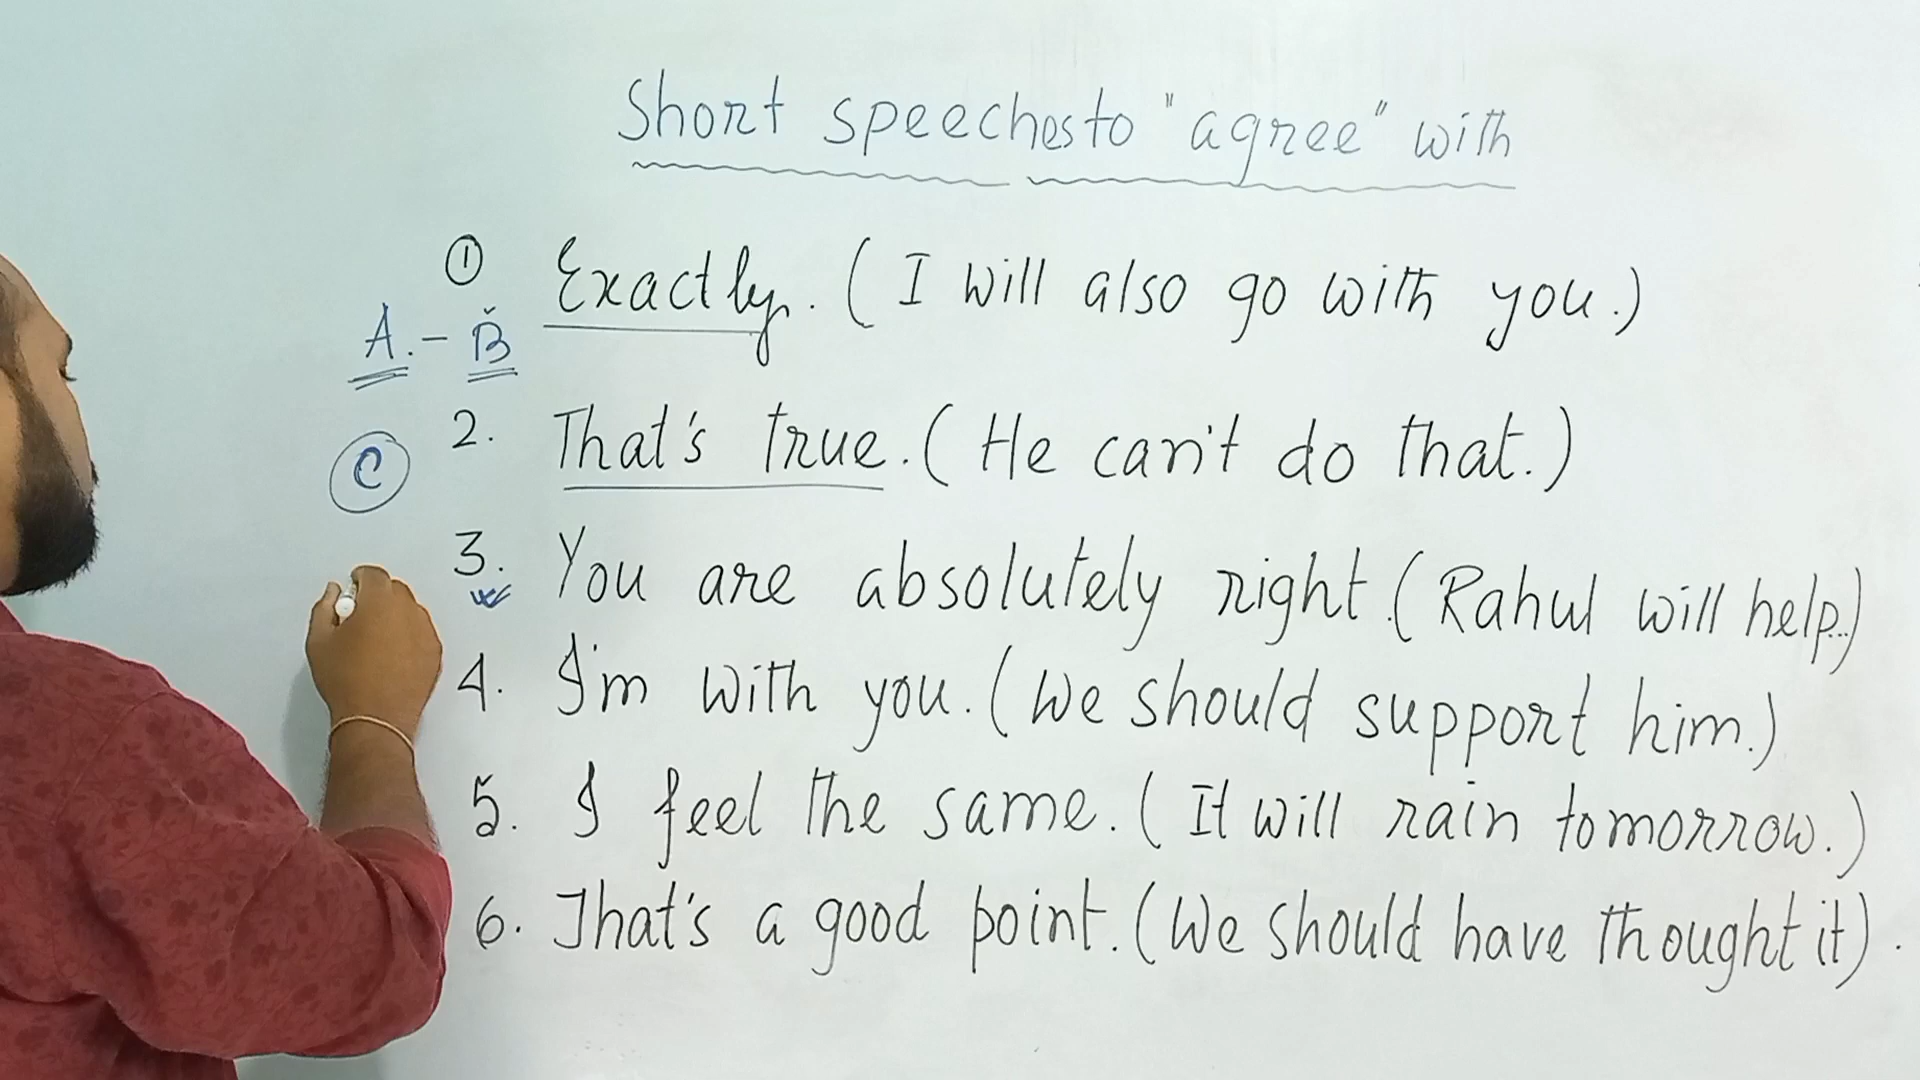 Short speeches to "agree" with
① Exactly. (I will also go with you.)
A. - B
2. That's true. (He can't do that.)
C
3. You are absolutely right. (Rahul will help.)
4. I'm with you. (We should support him.)
5. I feel the same. (It will rain tomorrow.)
6. That's a good point. (We should have thought it).